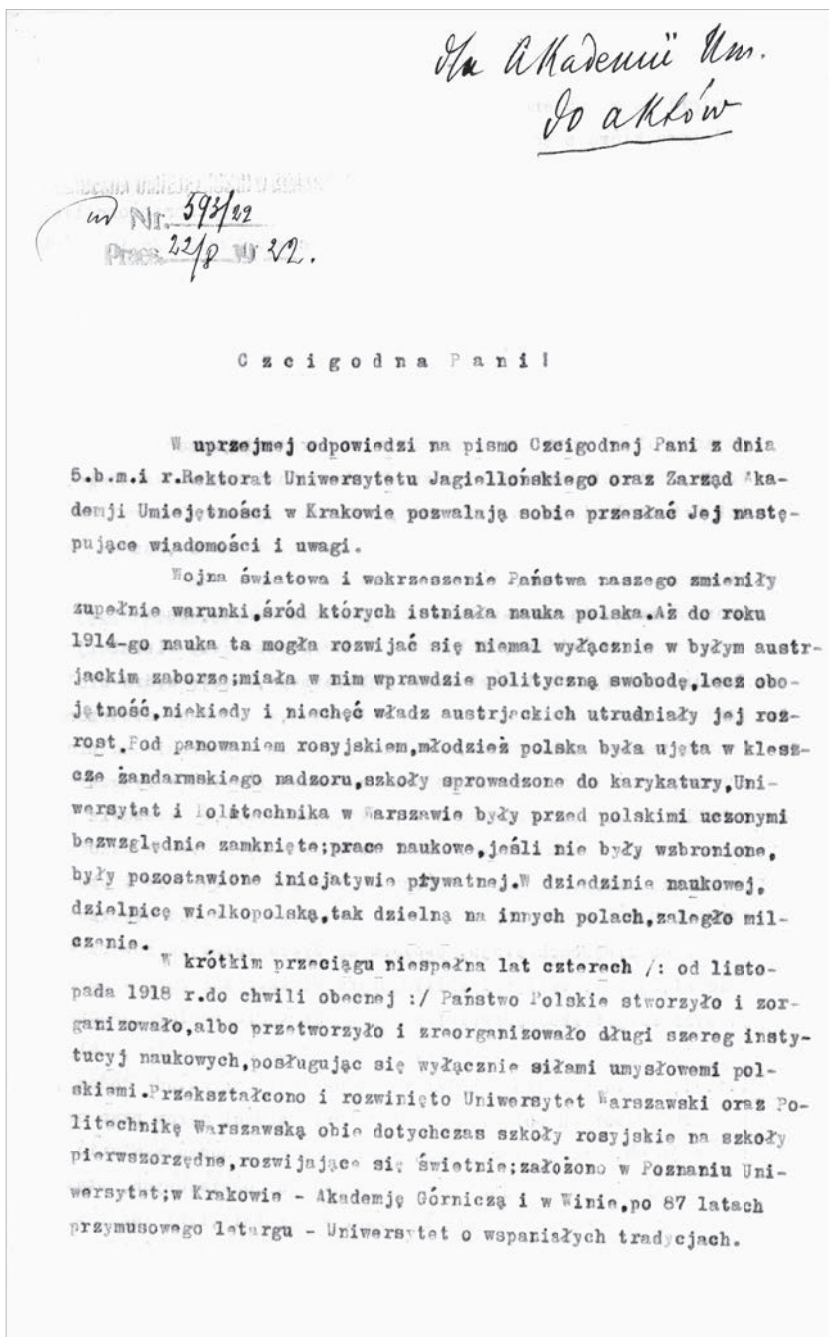 dla Akademii Um.
do aktów
Nr. 593/22
Prace. 22/8 19 22.
Czcigodna Pani!
W uprzejmej odpowiedzi na pismo Czcigodnej Pani z dnia
5.b.m.i r.Rektorat Uniwersytetu Jagiellońskiego oraz Zarząd Aka-
demji Umiejętności w Krakowie pozwalają sobie przesłać Jej nastę-
pujące wiadomości i uwagi.
Wojna światowa i wskrzeszenie Państwa naszego zmieniły
zupełnie warunki,śród których istniała nauka polska.Aż do roku
1914-go nauka ta mogła rozwijać się niemal wyłącznie w byłym austr-
jackim zaborze;miała w nim wprawdzie polityczną swobodę,lecz obo-
jętność,niekiedy i niechęć władz austrjackich utrudniały jej roz-
rost.Pod panowaniem rosyjskiem,młodzież polska była ujęta w klesz-
cze żandarmskiego nadzoru,szkoły sprowadzone do karykatury,Uni-
wersytet i Politechnika w Warszawie były przed polskimi uczonymi
bezwzględnie zamknięte;prace naukowe,jeśli nie były wzbronione,
były pozostawione inicjatywie prywatnej.W dziedzinie naukowej,
dzielnicę wielkopolską,tak dzielną na innych polach,zaległo mil-
czenie.
W krótkim przeciągu niespełna lat czterech /: od listo-
pada 1918 r.do chwili obecnej :/ Państwo Polskie stworzyło i zor-
ganizowało,albo przetworzyło i zreorganizowało długi szereg insty-
tucyj naukowych,posługując się wyłącznie siłami umysłowemi pol-
skiemi.Przekształcono i rozwinięto Uniwersytet Warszawski oraz Po-
litechnikę Warszawską obie dotychczas szkoły rosyjskie na szkoły
pierwszorzędne,rozwijające się świetnie;założono w Poznaniu Uni-
wersytet;w Krakowie - Akademję Górniczą i w Winie,po 87 latach
przymusowego letargu - Uniwersytet o wspaniałych tradycjach.